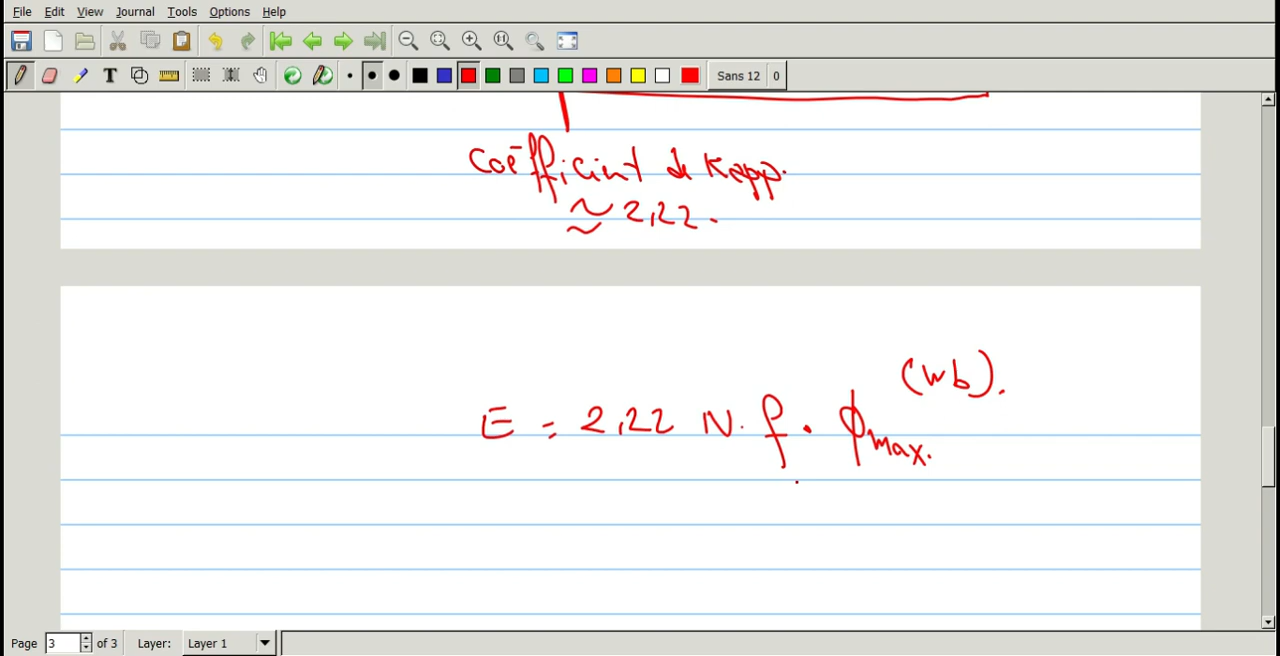 File Edit View Journal Tools Options Help
Sans 12 0
Coefficient de Kapp.
≈ 2,22.
(Wb).
E = 2,22 N. f. ϕmax.
Page 3 of 3 Layer: Layer 1